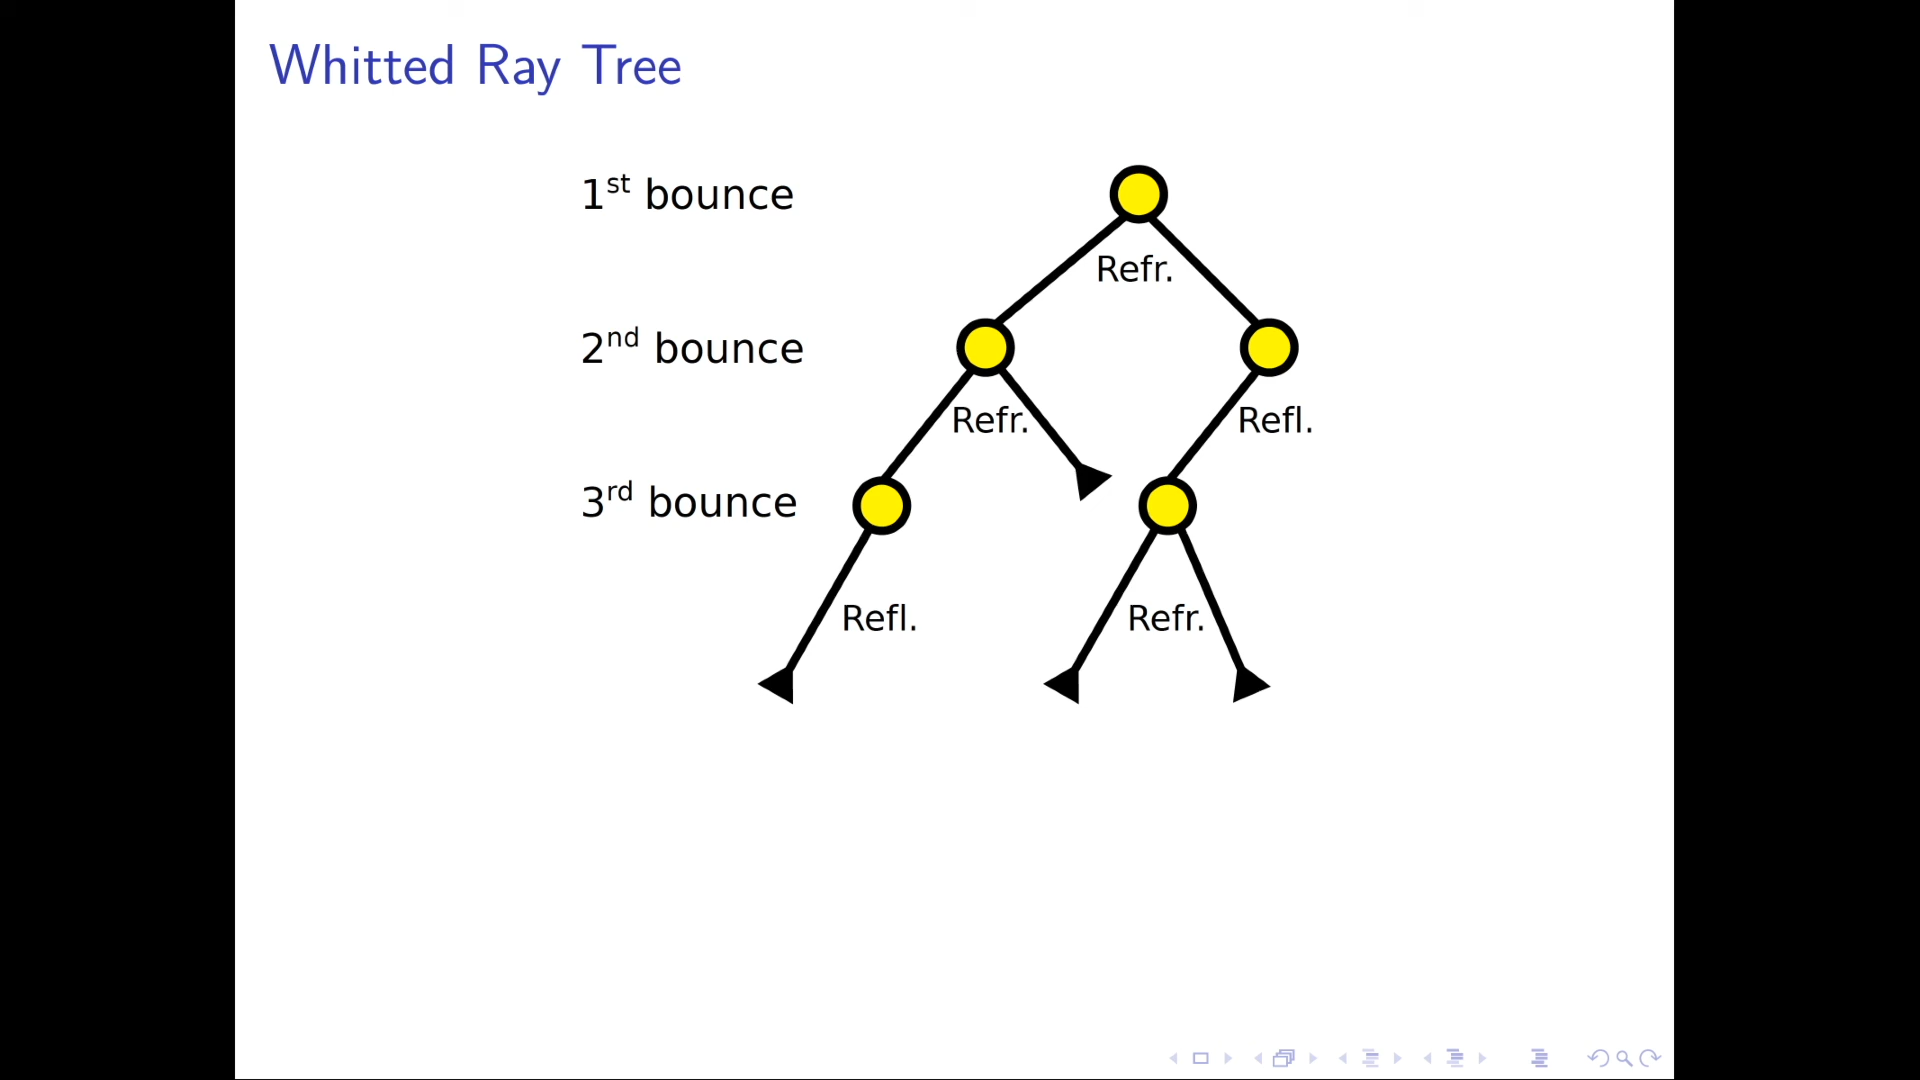 Whitted Ray Tree
1st bounce
Refr.
2nd bounce
Refr.
Refl.
3rd bounce
Refl.
Refr.